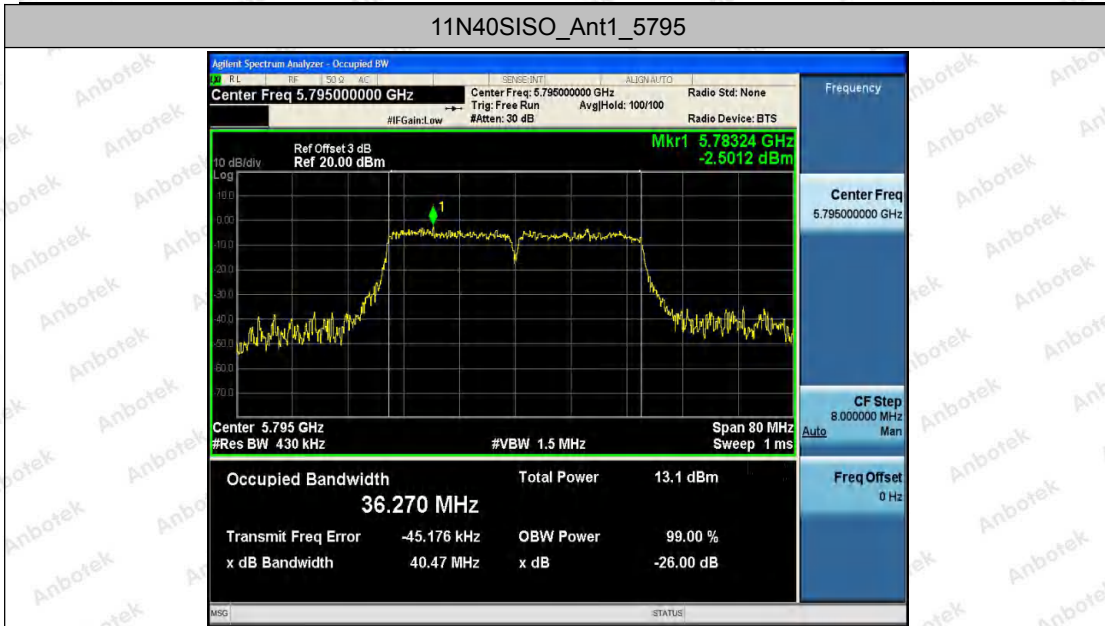 11N40SISO_Ant1_5795
Agilent Spectrum Analyzer - Occupied BW
RL RF 50 Ω AC SENSE:INT ALIGN AUTO
Center Freq 5.795000000 GHz
Center Freq: 5.795000000 GHz Radio Std: None
Trig: Free Run Avg|Hold: 100/100
#IFGain:Low #Atten: 30 dB Radio Device: BTS
Frequency
Mkr1 5.78324 GHz
-2.5012 dBm
Ref Offset 3 dB
10 dB/div Ref 20.00 dBm
Log
10.0
0.00
-10.0
-20.0
-30.0
-40.0
-50.0
-60.0
-70.0
1
Center 5.795 GHz Span 80 MHz
#Res BW 430 kHz #VBW 1.5 MHz Sweep 1 ms
Center Freq
5.795000000 GHz
CF Step
8.000000 MHz
Auto Man
Freq Offset
0 Hz
Occupied Bandwidth Total Power 13.1 dBm
36.270 MHz
Transmit Freq Error -45.176 kHz OBW Power 99.00 %
x dB Bandwidth 40.47 MHz x dB -26.00 dB
MSG STATUS
Anbotek